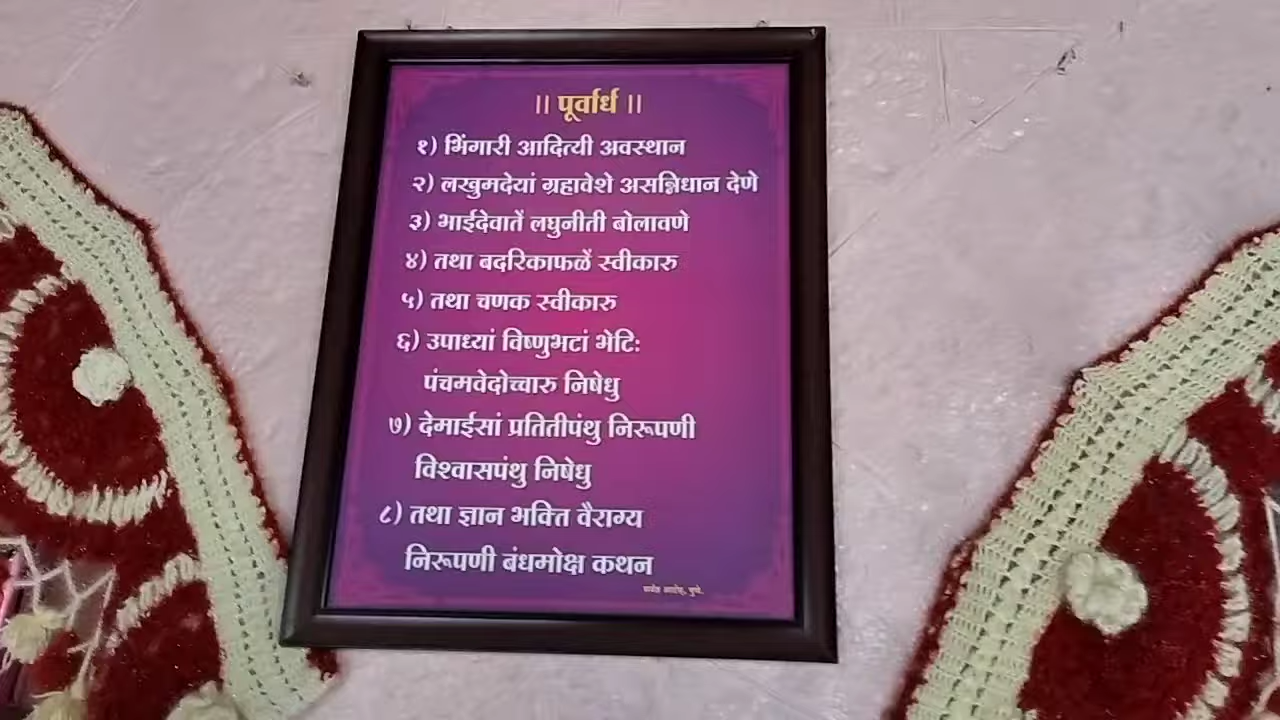 ।। पूर्वार्ध ।।
१) भिंगारी आदित्यी अवस्थान
२) लखुमदेयां ग्रहावेशे असन्निधान देणे
३) भाईदेवातें लघुनीती बोलावणे
४) तथा बदरिकाफळें स्वीकारु
५) तथा चणक स्वीकारु
६) उपाध्यां विष्णुभटां भेटिः
पंचमवेदोच्चारु निषेधु
७) देमाईसां प्रतितीपंथु निरूपणी
विश्वासपंथु निषेधु
८) तथा ज्ञान भक्ति वैराग्य
निरूपणी बंधमोक्ष कथन
पुणे.